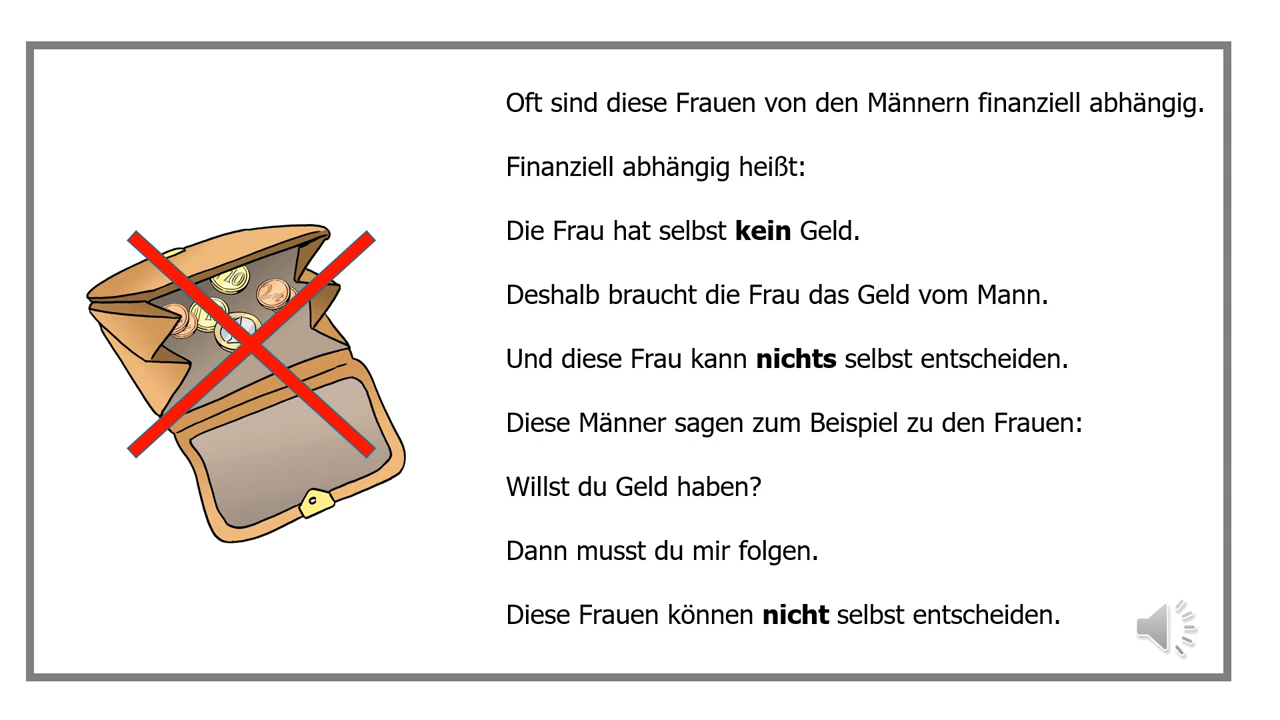 Oft sind diese Frauen von den Männern finanziell abhängig.
Finanziell abhängig heißt:
Die Frau hat selbst kein Geld.
Deshalb braucht die Frau das Geld vom Mann.
Und diese Frau kann nichts selbst entscheiden.
Diese Männer sagen zum Beispiel zu den Frauen:
Willst du Geld haben?
Dann musst du mir folgen.
Diese Frauen können nicht selbst entscheiden.